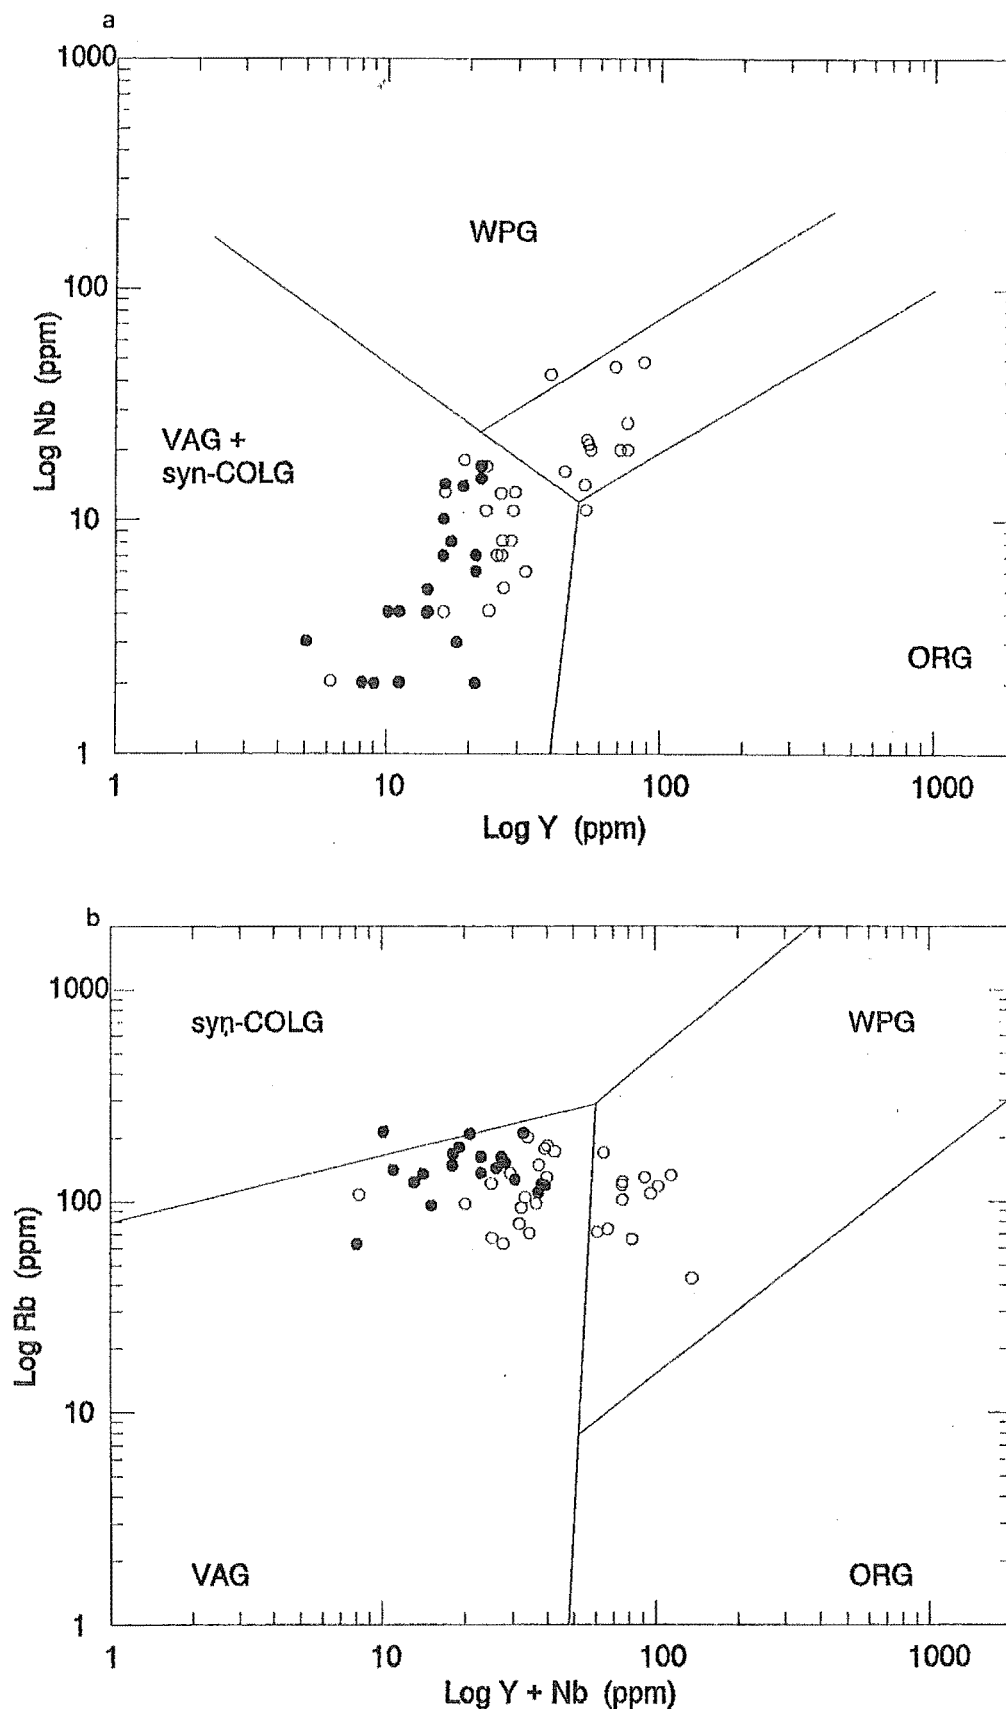 a
1000
WPG
100
Log Nb (ppm)
VAG +
syn-COLG
10
ORG
1
1 10 100 1000
Log Y (ppm)
b
1000
syn-COLG WPG
100
Log Rb (ppm)
10
VAG ORG
1
1 10 100 1000
Log Y + Nb (ppm)